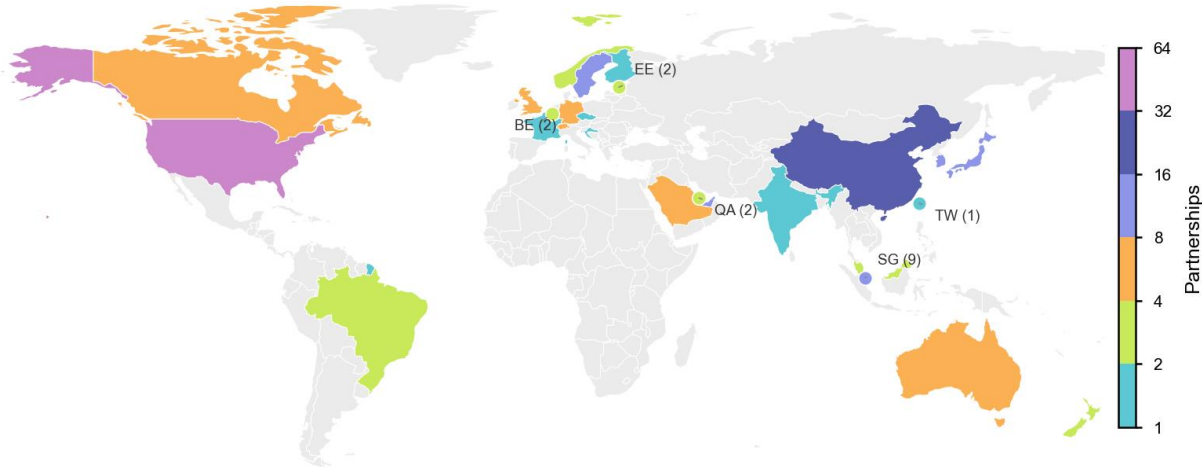 EE (2)
BE (2)
QA (2)
TW (1)
SG (9)
64
32
16
8
4
2
1
Partnerships